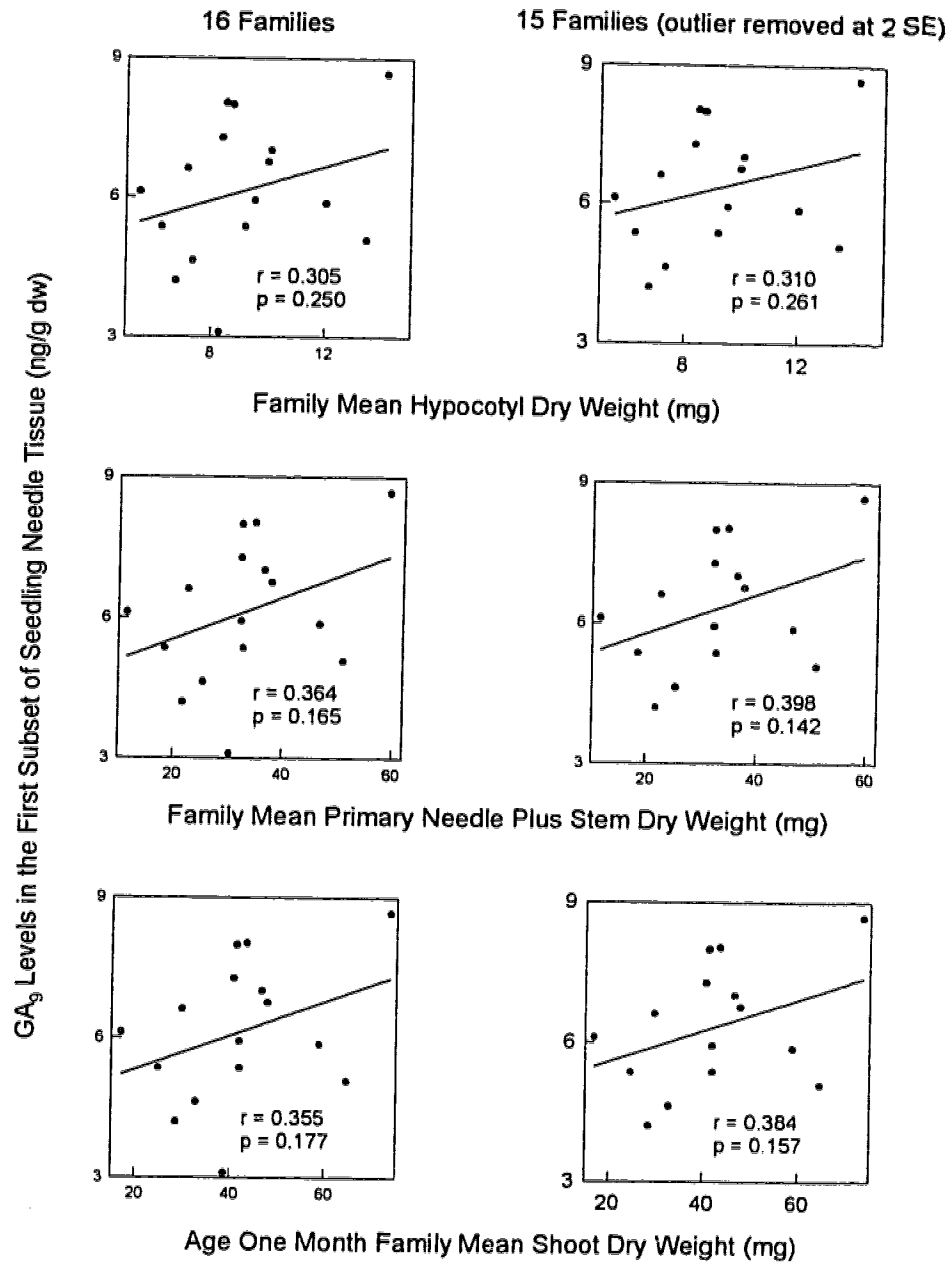 16 Families
15 Families (outlier removed at 2 SE)
GA9 Levels in the First Subset of Seedling Needle Tissue (ng/g dw)
9
6
3
r = 0.305
p = 0.250
8
12
9
6
3
r = 0.310
p = 0.261
8
12
Family Mean Hypocotyl Dry Weight (mg)
9
6
3
r = 0.364
p = 0.165
20
40
60
9
6
3
r = 0.398
p = 0.142
20
40
60
Family Mean Primary Needle Plus Stem Dry Weight (mg)
9
6
3
r = 0.355
p = 0.177
20
40
60
9
6
3
r = 0.384
p = 0.157
20
40
60
Age One Month Family Mean Shoot Dry Weight (mg)